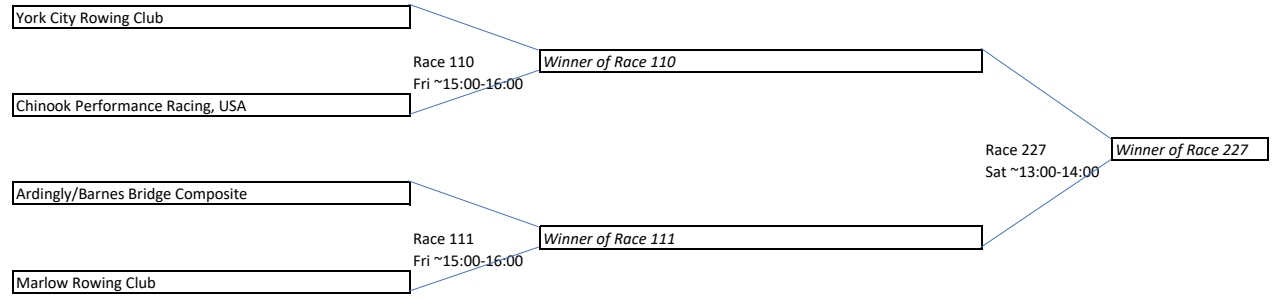 York City Rowing Club
Race 110
Winner of Race 110
Fri ~15:00-16:00
Chinook Performance Racing, USA
Race 227
Winner of Race 227
Sat ~13:00-14:00
Ardingly/Barnes Bridge Composite
Race 111
Winner of Race 111
Fri ~15:00-16:00
Marlow Rowing Club